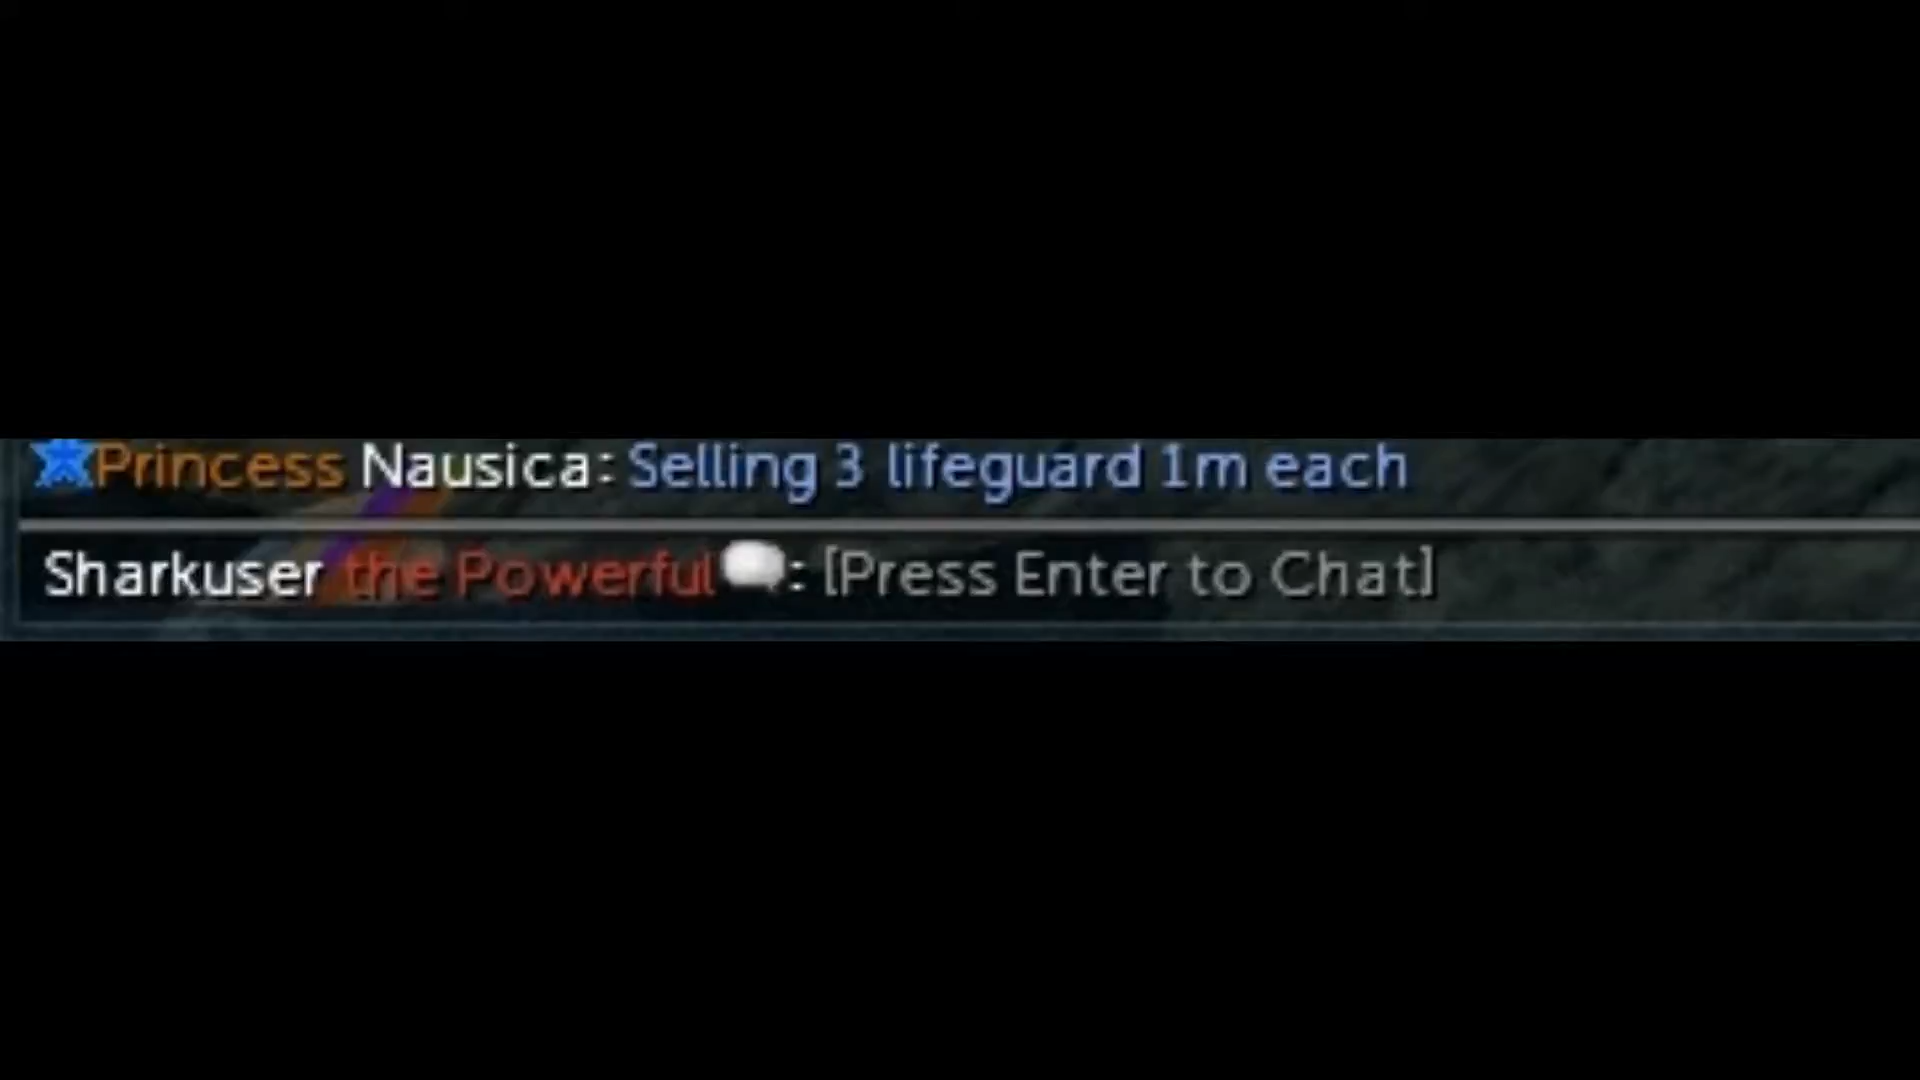 Princess Nausica: Selling 3 lifeguard 1m each
Sharkuser the Powerful: [Press Enter to Chat]